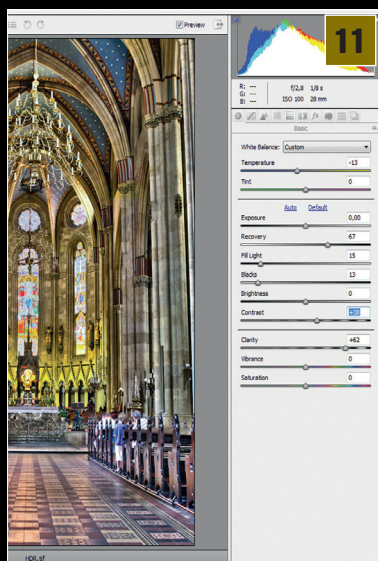 Preview
11
R: ---
G: ---
B: ---
f/2,8 1/8 s
ISO 100 28 mm
Basic
White Balance: Custom
Temperature -13
Tint 0
Auto Default
Exposure 0,00
Recovery 67
Fill Light 15
Blacks 13
Brightness 0
Contrast
Clarity +62
Vibrance 0
Saturation 0
HDR.tif